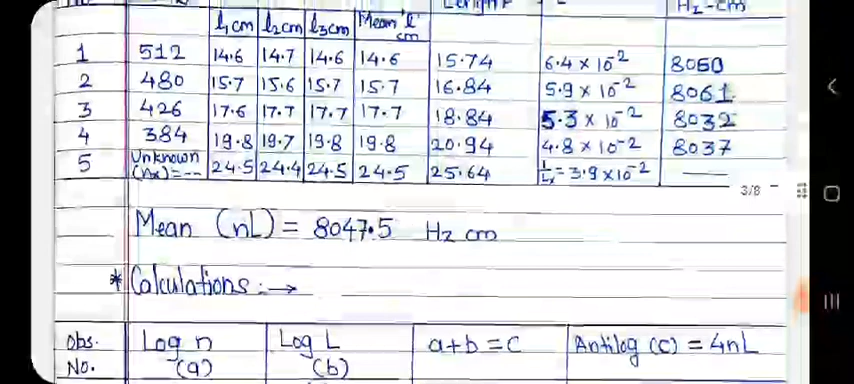 l₁cm l₂cm l₃cm Mean 'l' cm Hz-cm
1 512 14.6 14.7 14.6 14.6 15.74 6.4 × 10⁻² 8060
2 480 15.7 15.6 15.7 15.7 16.84 5.9 × 10⁻² 8061
3 426 17.6 17.7 17.7 17.7 18.84 5.3 × 10⁻² 8032
4 384 19.8 19.7 19.8 19.8 20.94 4.8 × 10⁻² 8037
5 Unknown (nx) = -- 24.5 24.4 24.5 24.5 25.64 1/Lx = 3.9 × 10⁻² —
3/8
Mean (nL) = 8047.5 Hz cm
* Calculations :→
Obs. No. Log n (a) Log L (b) a+b = c Antilog (c) = 4nL